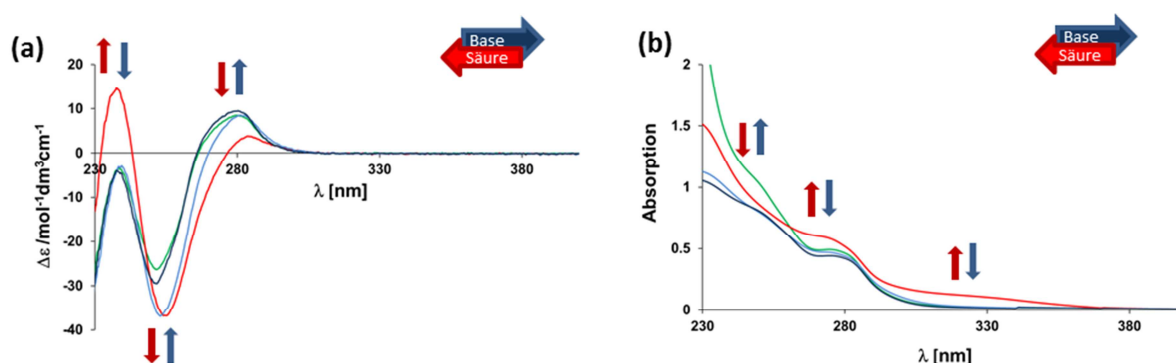 (a)
Base
Säure
20
10
0
-10
-20
-30
-40
230
280
330
380
λ [nm]
Δε /mol⁻¹dm³cm⁻¹
(b)
Base
Säure
2
1.5
1
0.5
0
230
280
330
380
λ [nm]
Absorption